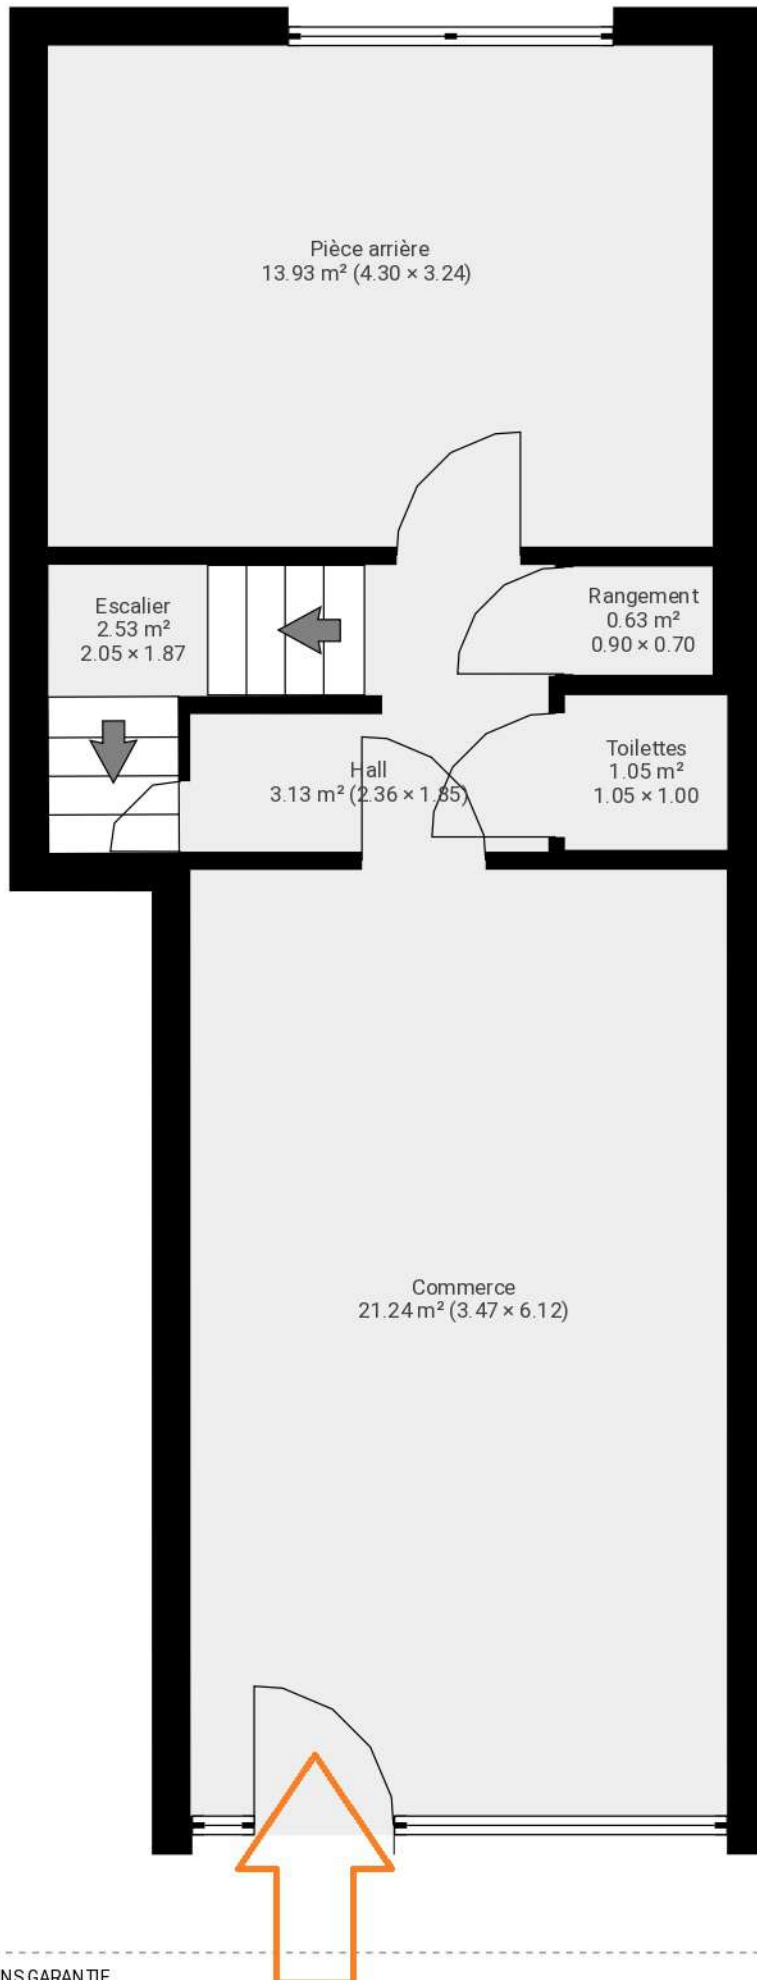 Pièce arrière
13.93 m² (4.30 × 3.24)
Escalier
2.53 m²
2.05 × 1.87
Rangement
0.63 m²
0.90 × 0.70
Hall
3.13 m² (2.36 × 1.85)
Toilettes
1.05 m²
1.05 × 1.00
Commerce
21.24 m² (3.47 × 6.12)
NS GARANTIE